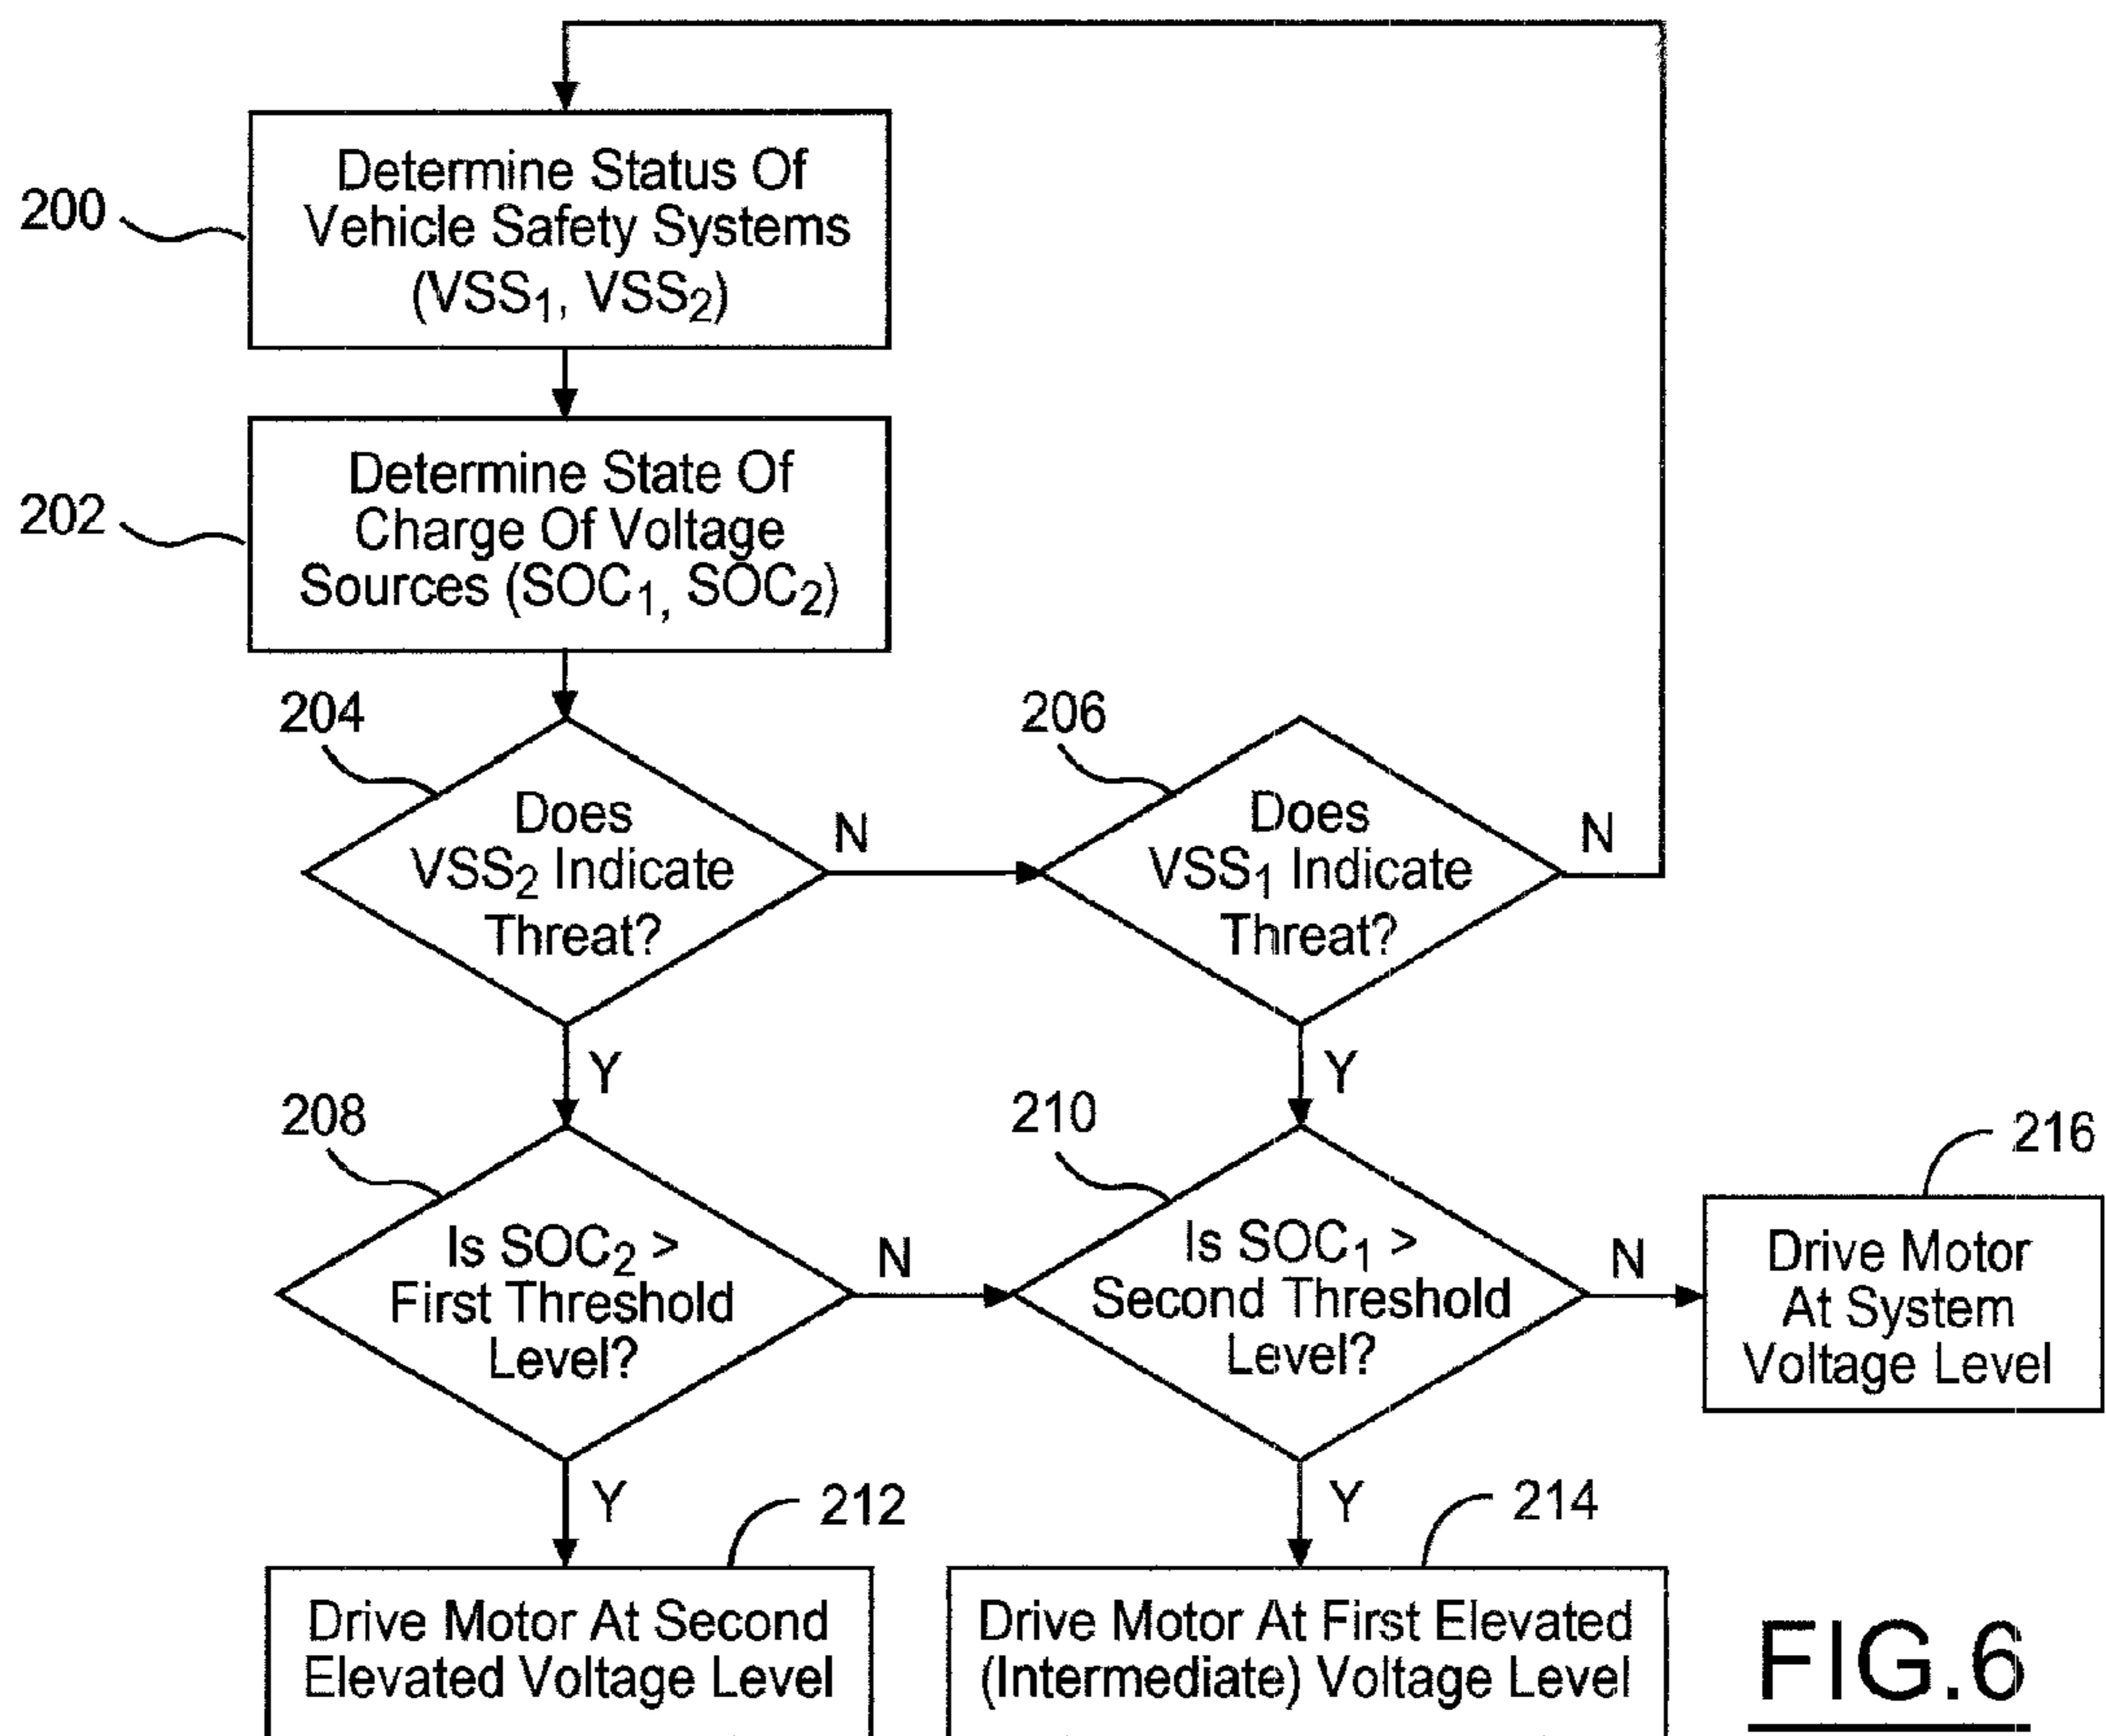 200
Determine Status Of
Vehicle Safety Systems
(VSS1, VSS2)
202
Determine State Of
Charge Of Voltage
Sources (SOC1, SOC2)
204
Does
VSS2 Indicate
Threat?
N
206
Does
VSS1 Indicate
Threat?
N
Y
Y
208
Is SOC2 >
First Threshold
Level?
N
210
Is SOC1 >
Second Threshold
Level?
N
216
Drive Motor
At System
Voltage Level
Y
Y
212
Drive Motor At Second
Elevated Voltage Level
214
Drive Motor At First Elevated
(Intermediate) Voltage Level
FIG.6